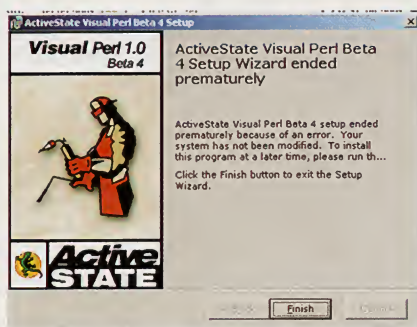 ActiveState Visual Perl Beta 4 Setup
Visual Perl 1.0
Beta 4
ActiveState Visual Perl Beta
4 Setup Wizard ended
prematurely
ActiveState Visual Perl Beta 4 setup ended
prematurely because of an error. Your
system has not been modified. To install
this program at a later time, please run th...
Click the Finish button to exit the Setup
Wizard.
Active
STATE
Finish